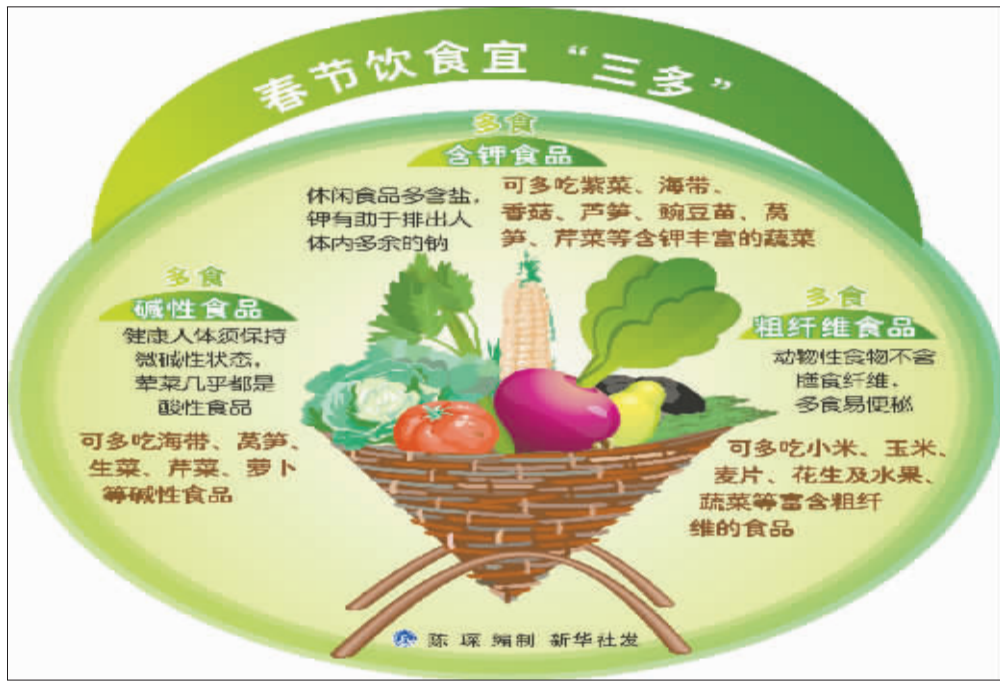 春节饮食宜“三多”
多食
含钾食品
休闲食品多含盐，
钾有助于排出人
体内多余的钠
可多吃紫菜、海带、
香菇、芦笋、豌豆苗、莴
笋、芹菜等含钾丰富的蔬菜
多食
碱性食品
健康人体须保持
微碱性状态，
荤菜几乎都是
酸性食品
可多吃海带、莴笋、
生菜、芹菜、萝卜
等碱性食品
多食
粗纤维食品
动物性食物不含
膳食纤维，
多食易便秘
可多吃小米、玉米、
麦片、花生及水果、
蔬菜等富含粗纤
维的食品
陈琛 编制 新华社发